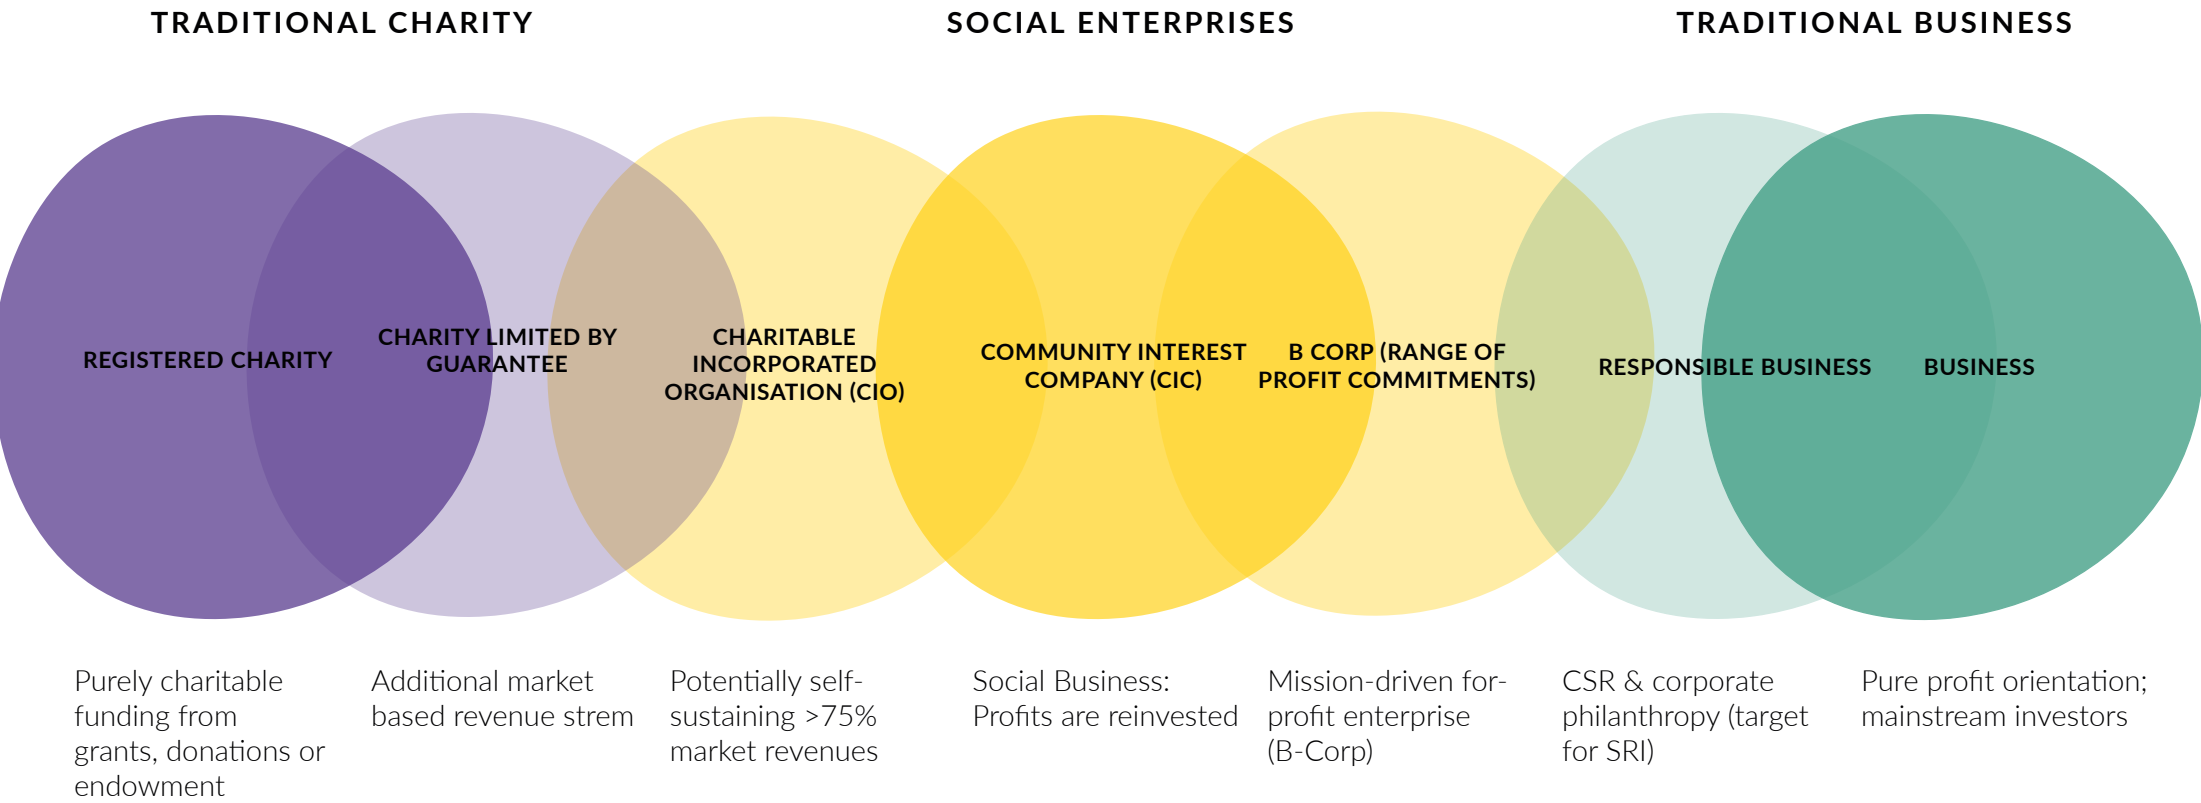 TRADITIONAL CHARITY
SOCIAL ENTERPRISES
TRADITIONAL BUSINESS
REGISTERED CHARITY
CHARITY LIMITED BY
GUARANTEE
CHARITABLE
INCORPORATED
ORGANISATION (CIO)
COMMUNITY INTEREST
COMPANY (CIC)
B CORP (RANGE OF
PROFIT COMMITMENTS)
RESPONSIBLE BUSINESS
BUSINESS
Purely charitable
funding from
grants, donations or
endowment
Additional market
based revenue strem
Potentially self-
sustaining >75%
market revenues
Social Business:
Profits are reinvested
Mission-driven for-
profit enterprise
(B-Corp)
CSR & corporate
philanthropy (target
for SRI)
Pure profit orientation;
mainstream investors